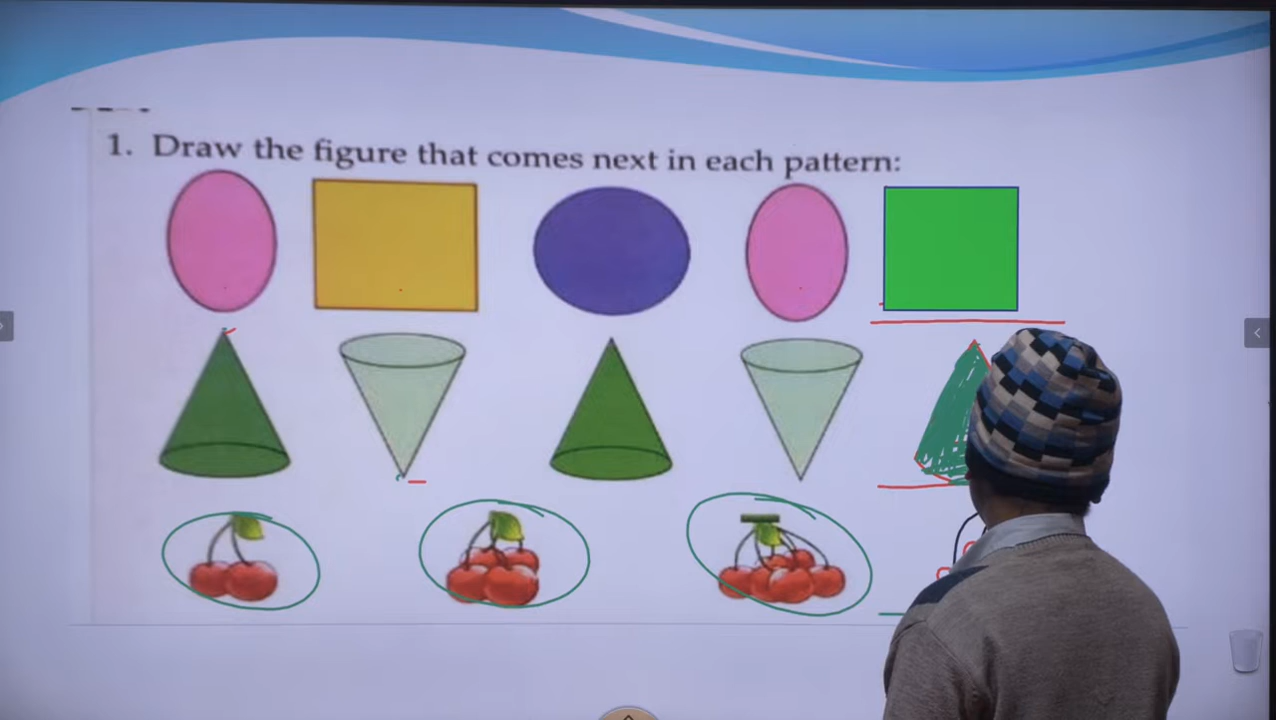 1. Draw the figure that comes next in each pattern: